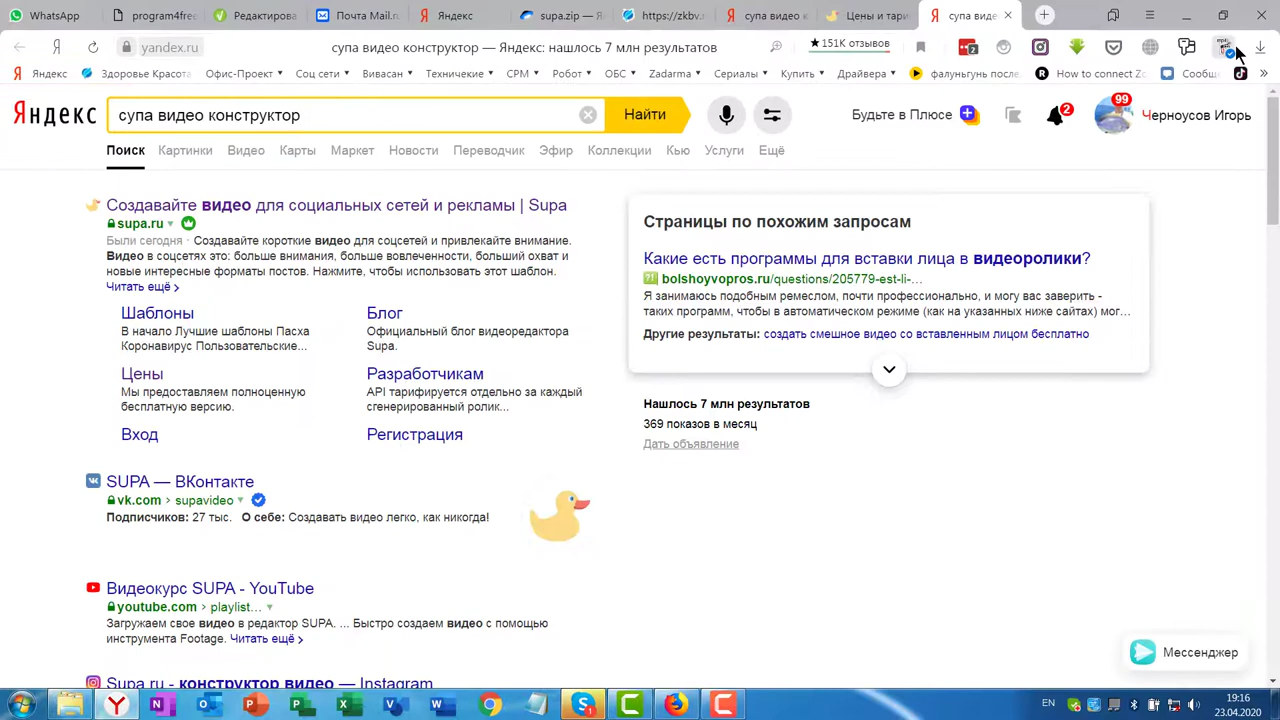 WhatsApp
program4free
Редактирова
Почта Mail.ru
Яндекс
supa.zip — Я
https://zkbv.r
супа видео к
Цены и тари
супа виде
yandex.ru
супа видео конструктор — Яндекс: нашлось 7 млн результатов
★ 151K отзывов
Яндекс
Здоровье Красота
Офис-Проект
Соц сети
Вивасан
Техничекие
CPM
Робот
ОБС
Zadarma
Сериалы
Купить
Драйвера
фалуньгунь после.
How to connect Zo
Сообщ
Яндекс
супа видео конструктор
Найти
Будьте в Плюсе
2
99
Черноусов Игорь
Поиск Картинки Видео Карты Маркет Новости Переводчик Эфир Коллекции Кью Услуги Ещё
Создавайте видео для социальных сетей и рекламы | Supa
supa.ru
Были сегодня · Создавайте короткие видео для соцсетей и привлекайте внимание.
Видео в соцсетях это: больше внимания, больше вовлеченности, больший охват и
новые интересные форматы постов. Нажмите, чтобы использовать этот шаблон.
Читать ещё >
Шаблоны
В начало Лучшие шаблоны Пасха
Коронавирус Пользовательские...
Блог
Официальный блог видеоредактора
Supa.
Цены
Мы предоставляем полноценную
бесплатную версию.
Разработчикам
API тарифицируется отдельно за каждый
сгенерированный ролик...
Вход
Регистрация
SUPA — ВКонтакте
vk.com › supavideo
Подписчиков: 27 тыс. О себе: Создавать видео легко, как никогда!
Видеокурс SUPA - YouTube
youtube.com › playlist...
Загружаем свое видео в редактор SUPA. ... Быстро создаем видео с помощью
инструмента Footage. Читать ещё >
Supa.ru - конструктор видео — Instagram
Страницы по похожим запросам
Какие есть программы для вставки лица в видеоролики?
bolshoyvopros.ru/questions/205779-est-li-...
Я занимаюсь подобным ремеслом, почти профессионально, и могу вас заверить -
таких программ, чтобы в автоматическом режиме (как на указанных ниже сайтах) мог...
Другие результаты: создать смешное видео со вставленным лицом бесплатно
Нашлось 7 млн результатов
369 показов в месяц
Дать объявление
Мессенджер
EN
19:16
23.04.2020